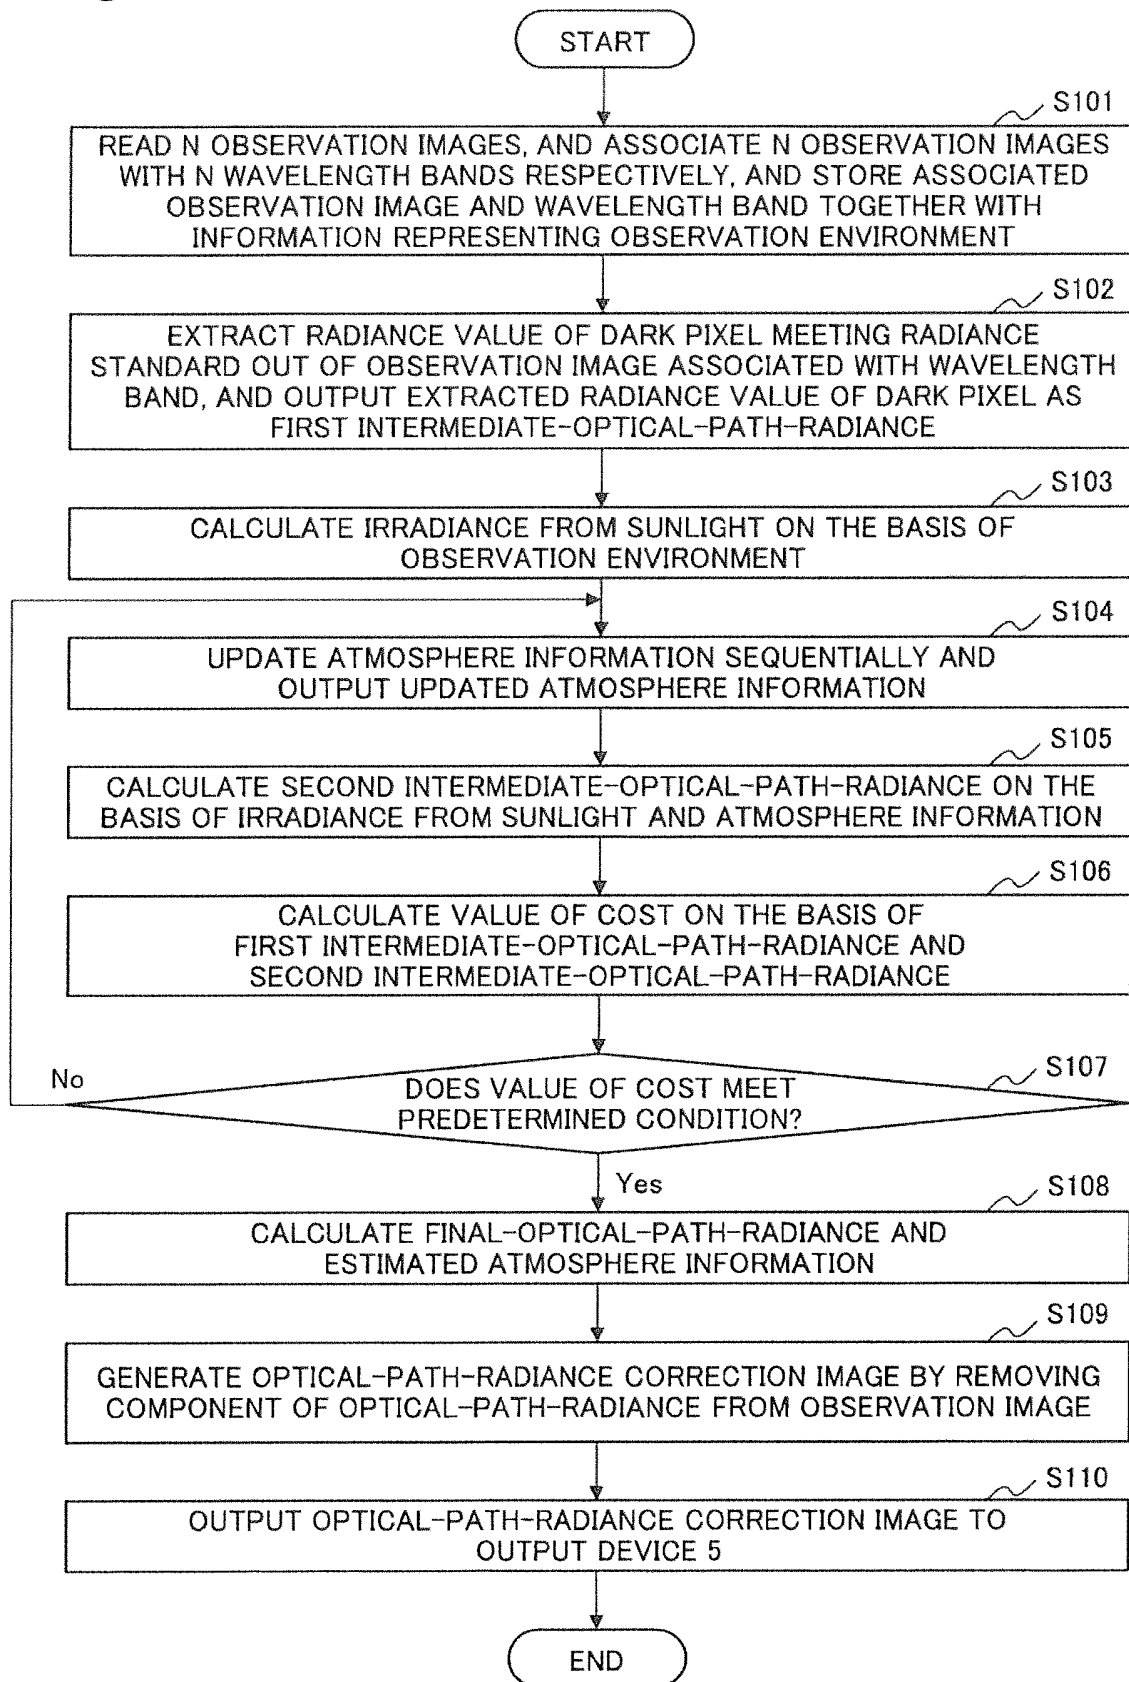 START
S101
READ N OBSERVATION IMAGES, AND ASSOCIATE N OBSERVATION IMAGES
WITH N WAVELENGTH BANDS RESPECTIVELY, AND STORE ASSOCIATED
OBSERVATION IMAGE AND WAVELENGTH BAND TOGETHER WITH
INFORMATION REPRESENTING OBSERVATION ENVIRONMENT
S102
EXTRACT RADIANCE VALUE OF DARK PIXEL MEETING RADIANCE
STANDARD OUT OF OBSERVATION IMAGE ASSOCIATED WITH WAVELENGTH
BAND, AND OUTPUT EXTRACTED RADIANCE VALUE OF DARK PIXEL AS
FIRST INTERMEDIATE-OPTICAL-PATH-RADIANCE
S103
CALCULATE IRRADIANCE FROM SUNLIGHT ON THE BASIS OF
OBSERVATION ENVIRONMENT
S104
UPDATE ATMOSPHERE INFORMATION SEQUENTIALLY AND
OUTPUT UPDATED ATMOSPHERE INFORMATION
S105
CALCULATE SECOND INTERMEDIATE-OPTICAL-PATH-RADIANCE ON THE
BASIS OF IRRADIANCE FROM SUNLIGHT AND ATMOSPHERE INFORMATION
S106
CALCULATE VALUE OF COST ON THE BASIS OF
FIRST INTERMEDIATE-OPTICAL-PATH-RADIANCE AND
SECOND INTERMEDIATE-OPTICAL-PATH-RADIANCE
S107
No
DOES VALUE OF COST MEET
PREDETERMINED CONDITION?
Yes
S108
CALCULATE FINAL-OPTICAL-PATH-RADIANCE AND
ESTIMATED ATMOSPHERE INFORMATION
S109
GENERATE OPTICAL-PATH-RADIANCE CORRECTION IMAGE BY REMOVING
COMPONENT OF OPTICAL-PATH-RADIANCE FROM OBSERVATION IMAGE
S110
OUTPUT OPTICAL-PATH-RADIANCE CORRECTION IMAGE TO
OUTPUT DEVICE 5
END